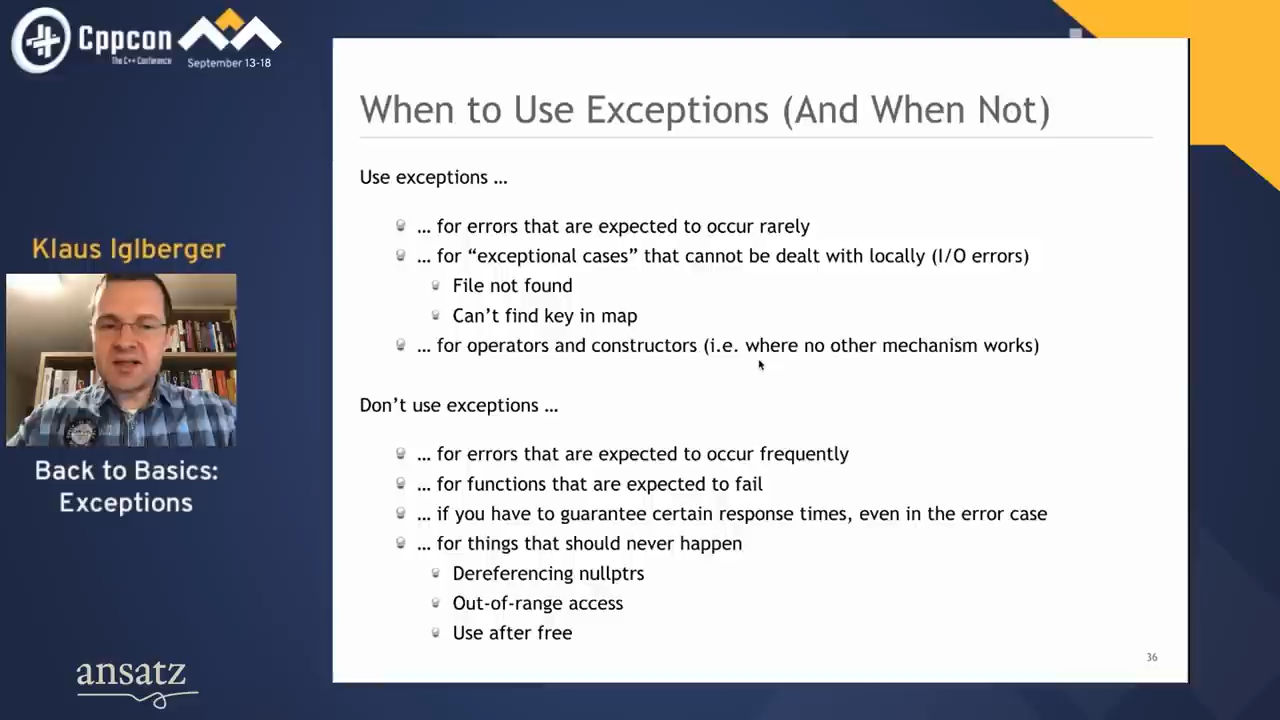 Cppcon
The C++ Conference
September 13-18
Klaus Iglberger
Back to Basics:
Exceptions
ansatz
When to Use Exceptions (And When Not)
Use exceptions …
… for errors that are expected to occur rarely
… for “exceptional cases” that cannot be dealt with locally (I/O errors)
File not found
Can’t find key in map
… for operators and constructors (i.e. where no other mechanism works)
Don’t use exceptions …
… for errors that are expected to occur frequently
… for functions that are expected to fail
… if you have to guarantee certain response times, even in the error case
… for things that should never happen
Dereferencing nullptrs
Out-of-range access
Use after free
36